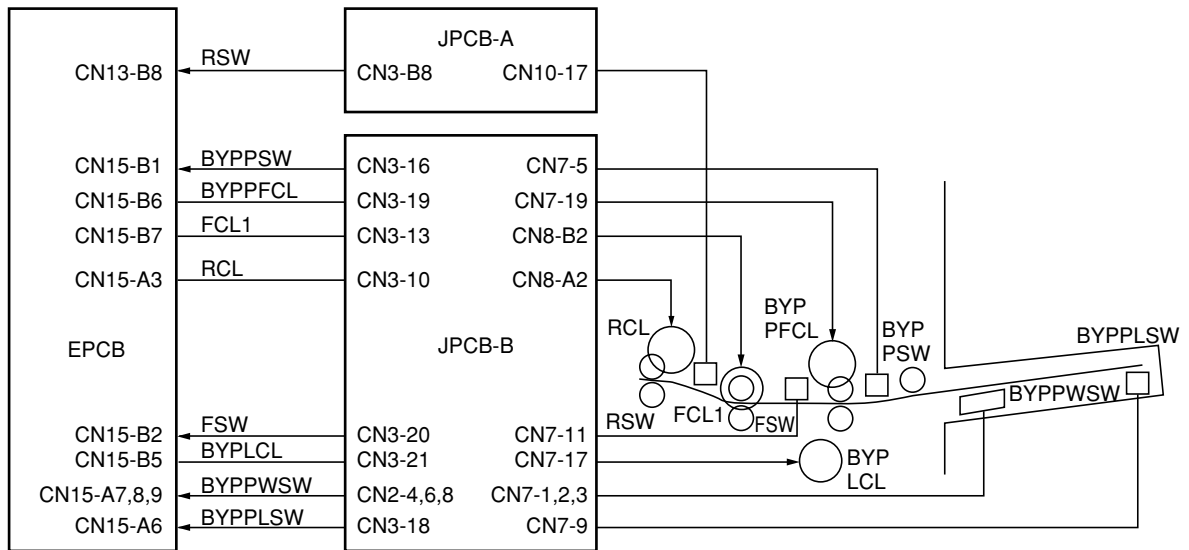 JPCB-A
RSW
CN13-B8
CN3-B8
CN10-17
CN15-B1
BYPPSW
CN3-16
CN7-5
CN15-B6
BYPPFCL
CN3-19
CN7-19
CN15-B7
FCL1
CN3-13
CN8-B2
CN15-A3
RCL
CN3-10
CN8-A2
EPCB
JPCB-B
RCL
BYP
PFCL
BYP
PSW
BYPPLSW
RSW
FCL1
FSW
BYPPWSW
CN15-B2
FSW
CN3-20
CN7-11
CN15-B5
BYPLCL
CN3-21
CN7-17
BYP
LCL
CN15-A7,8,9
BYPPWSW
CN2-4,6,8
CN7-1,2,3
CN15-A6
BYPPLSW
CN3-18
CN7-9